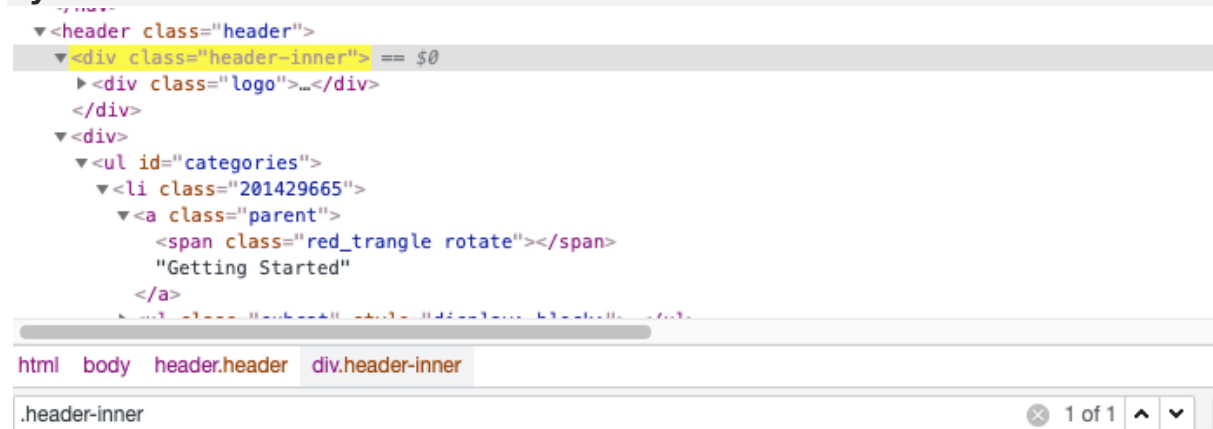 ▼<header class="header">
▼<div class="header-inner"> == $0
▶<div class="logo">…</div>
</div>
▼<div>
▼<ul id="categories">
▼<li class="201429665">
▼<a class="parent">
<span class="red_trangle rotate"></span>
"Getting Started"
</a>
html body header.header div.header-inner
.header-inner 1 of 1